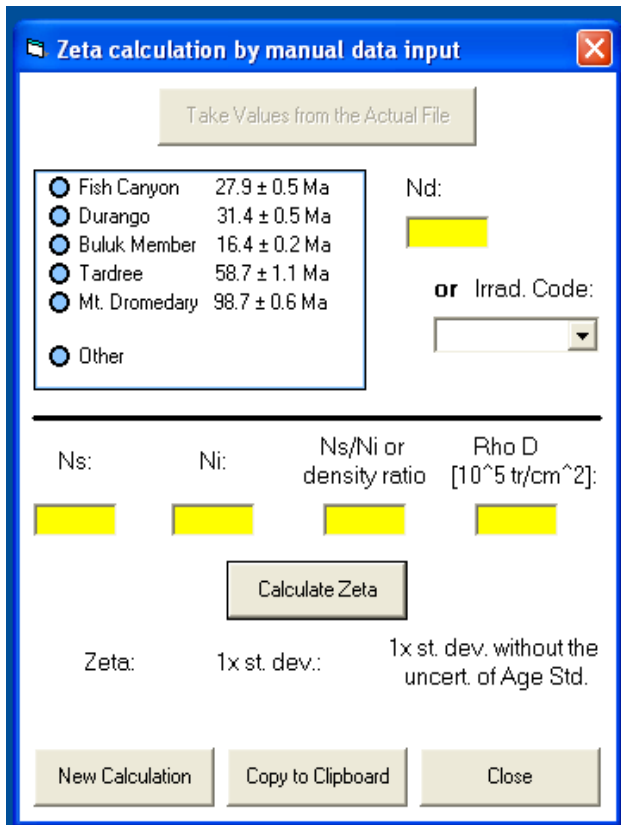 Zeta calculation by manual data input
Take Values from the Actual File
Fish Canyon 27.9 ± 0.5 Ma
Durango 31.4 ± 0.5 Ma
Buluk Member 16.4 ± 0.2 Ma
Tardree 58.7 ± 1.1 Ma
Mt. Dromedary 98.7 ± 0.6 Ma
Other
Nd:
or Irrad. Code:
Ns:
Ni:
Ns/Ni or
density ratio
Rho D
[10^5 tr/cm^2]:
Calculate Zeta
Zeta:
1x st. dev.:
1x st. dev. without the
uncert. of Age Std.
New Calculation
Copy to Clipboard
Close